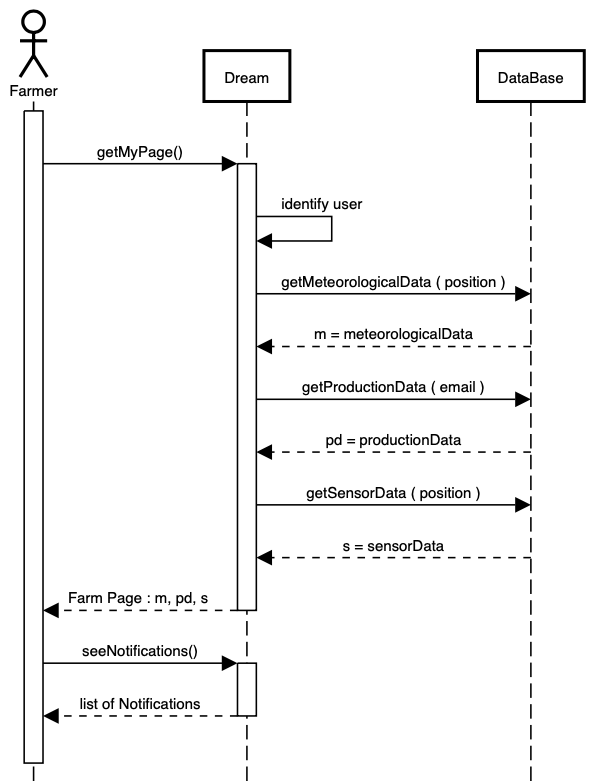 Farmer
Dream
DataBase
getMyPage()
identify user
getMeteorologicalData ( position )
m = meteorologicalData
getProductionData ( email )
pd = productionData
getSensorData ( position )
s = sensorData
Farm Page : m, pd, s
seeNotifications()
list of Notifications